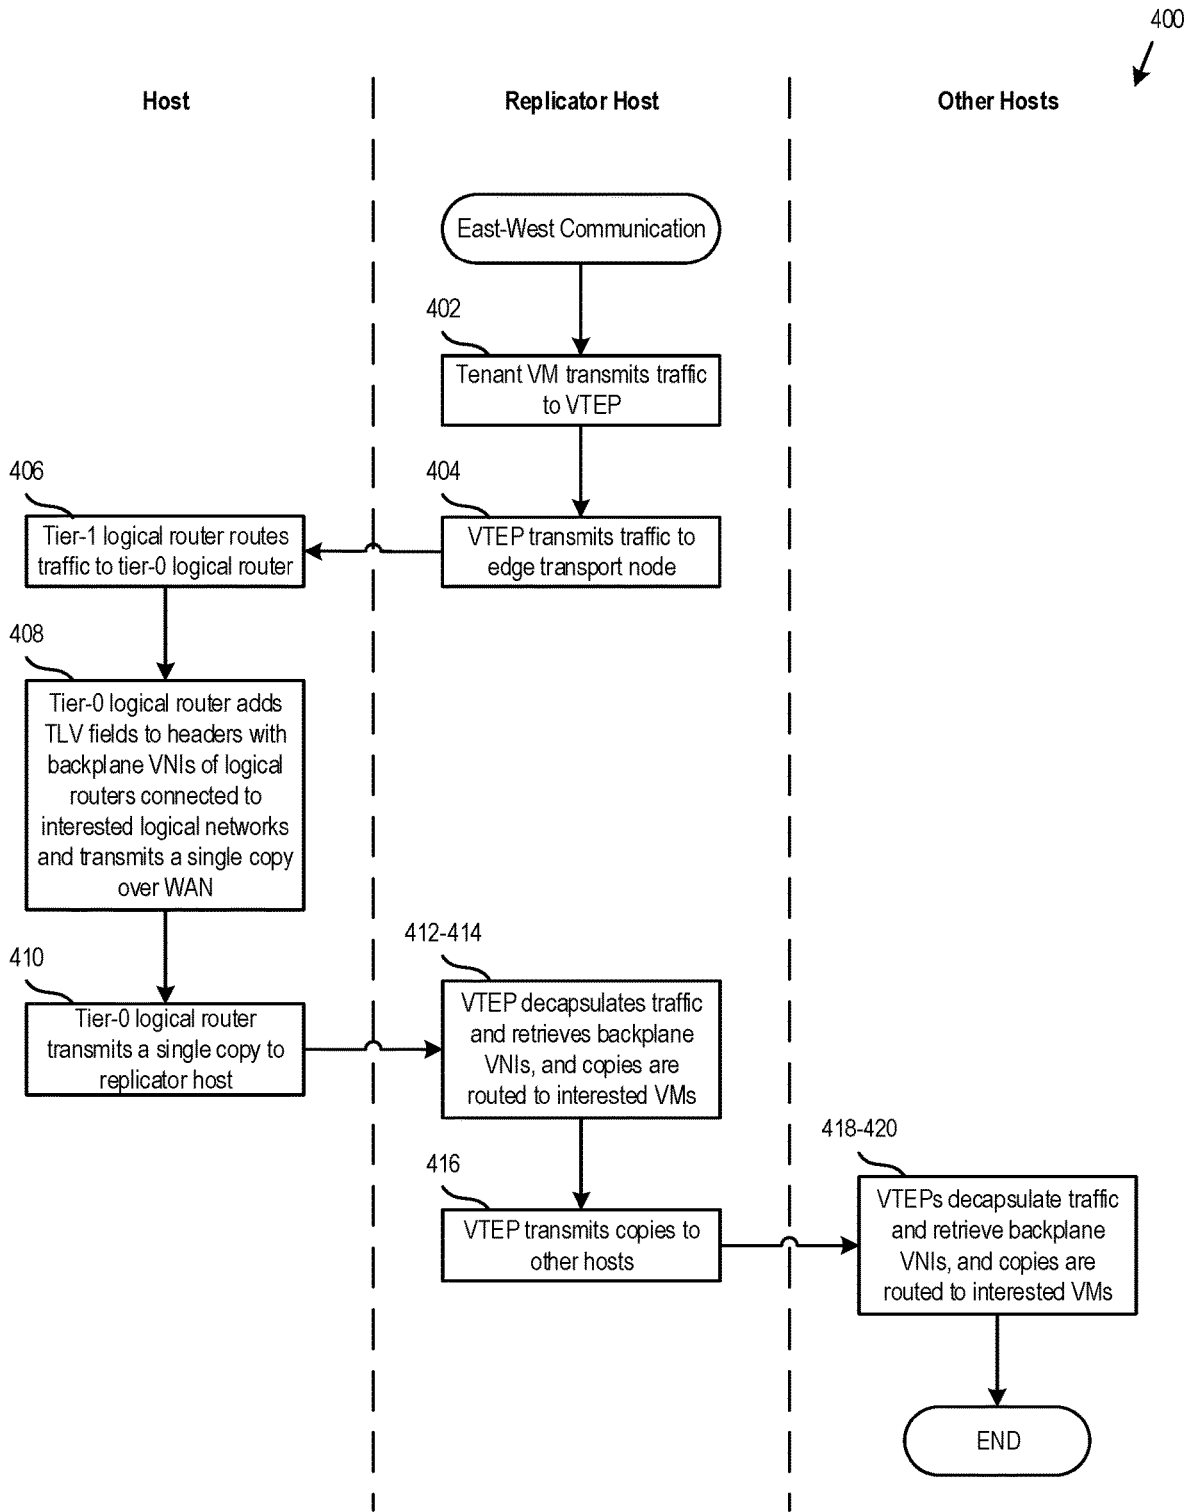 400
Host
Replicator Host
Other Hosts
East-West Communication
402
Tenant VM transmits traffic
to VTEP
404
VTEP transmits traffic to
edge transport node
406
Tier-1 logical router routes
traffic to tier-0 logical router
408
Tier-0 logical router adds
TLV fields to headers with
backplane VNIs of logical
routers connected to
interested logical networks
and transmits a single copy
over WAN
410
Tier-0 logical router
transmits a single copy to
replicator host
412-414
VTEP decapsulates traffic
and retrieves backplane
VNIs, and copies are
routed to interested VMs
416
VTEP transmits copies to
other hosts
418-420
VTEPs decapsulate traffic
and retrieve backplane
VNIs, and copies are
routed to interested VMs
END